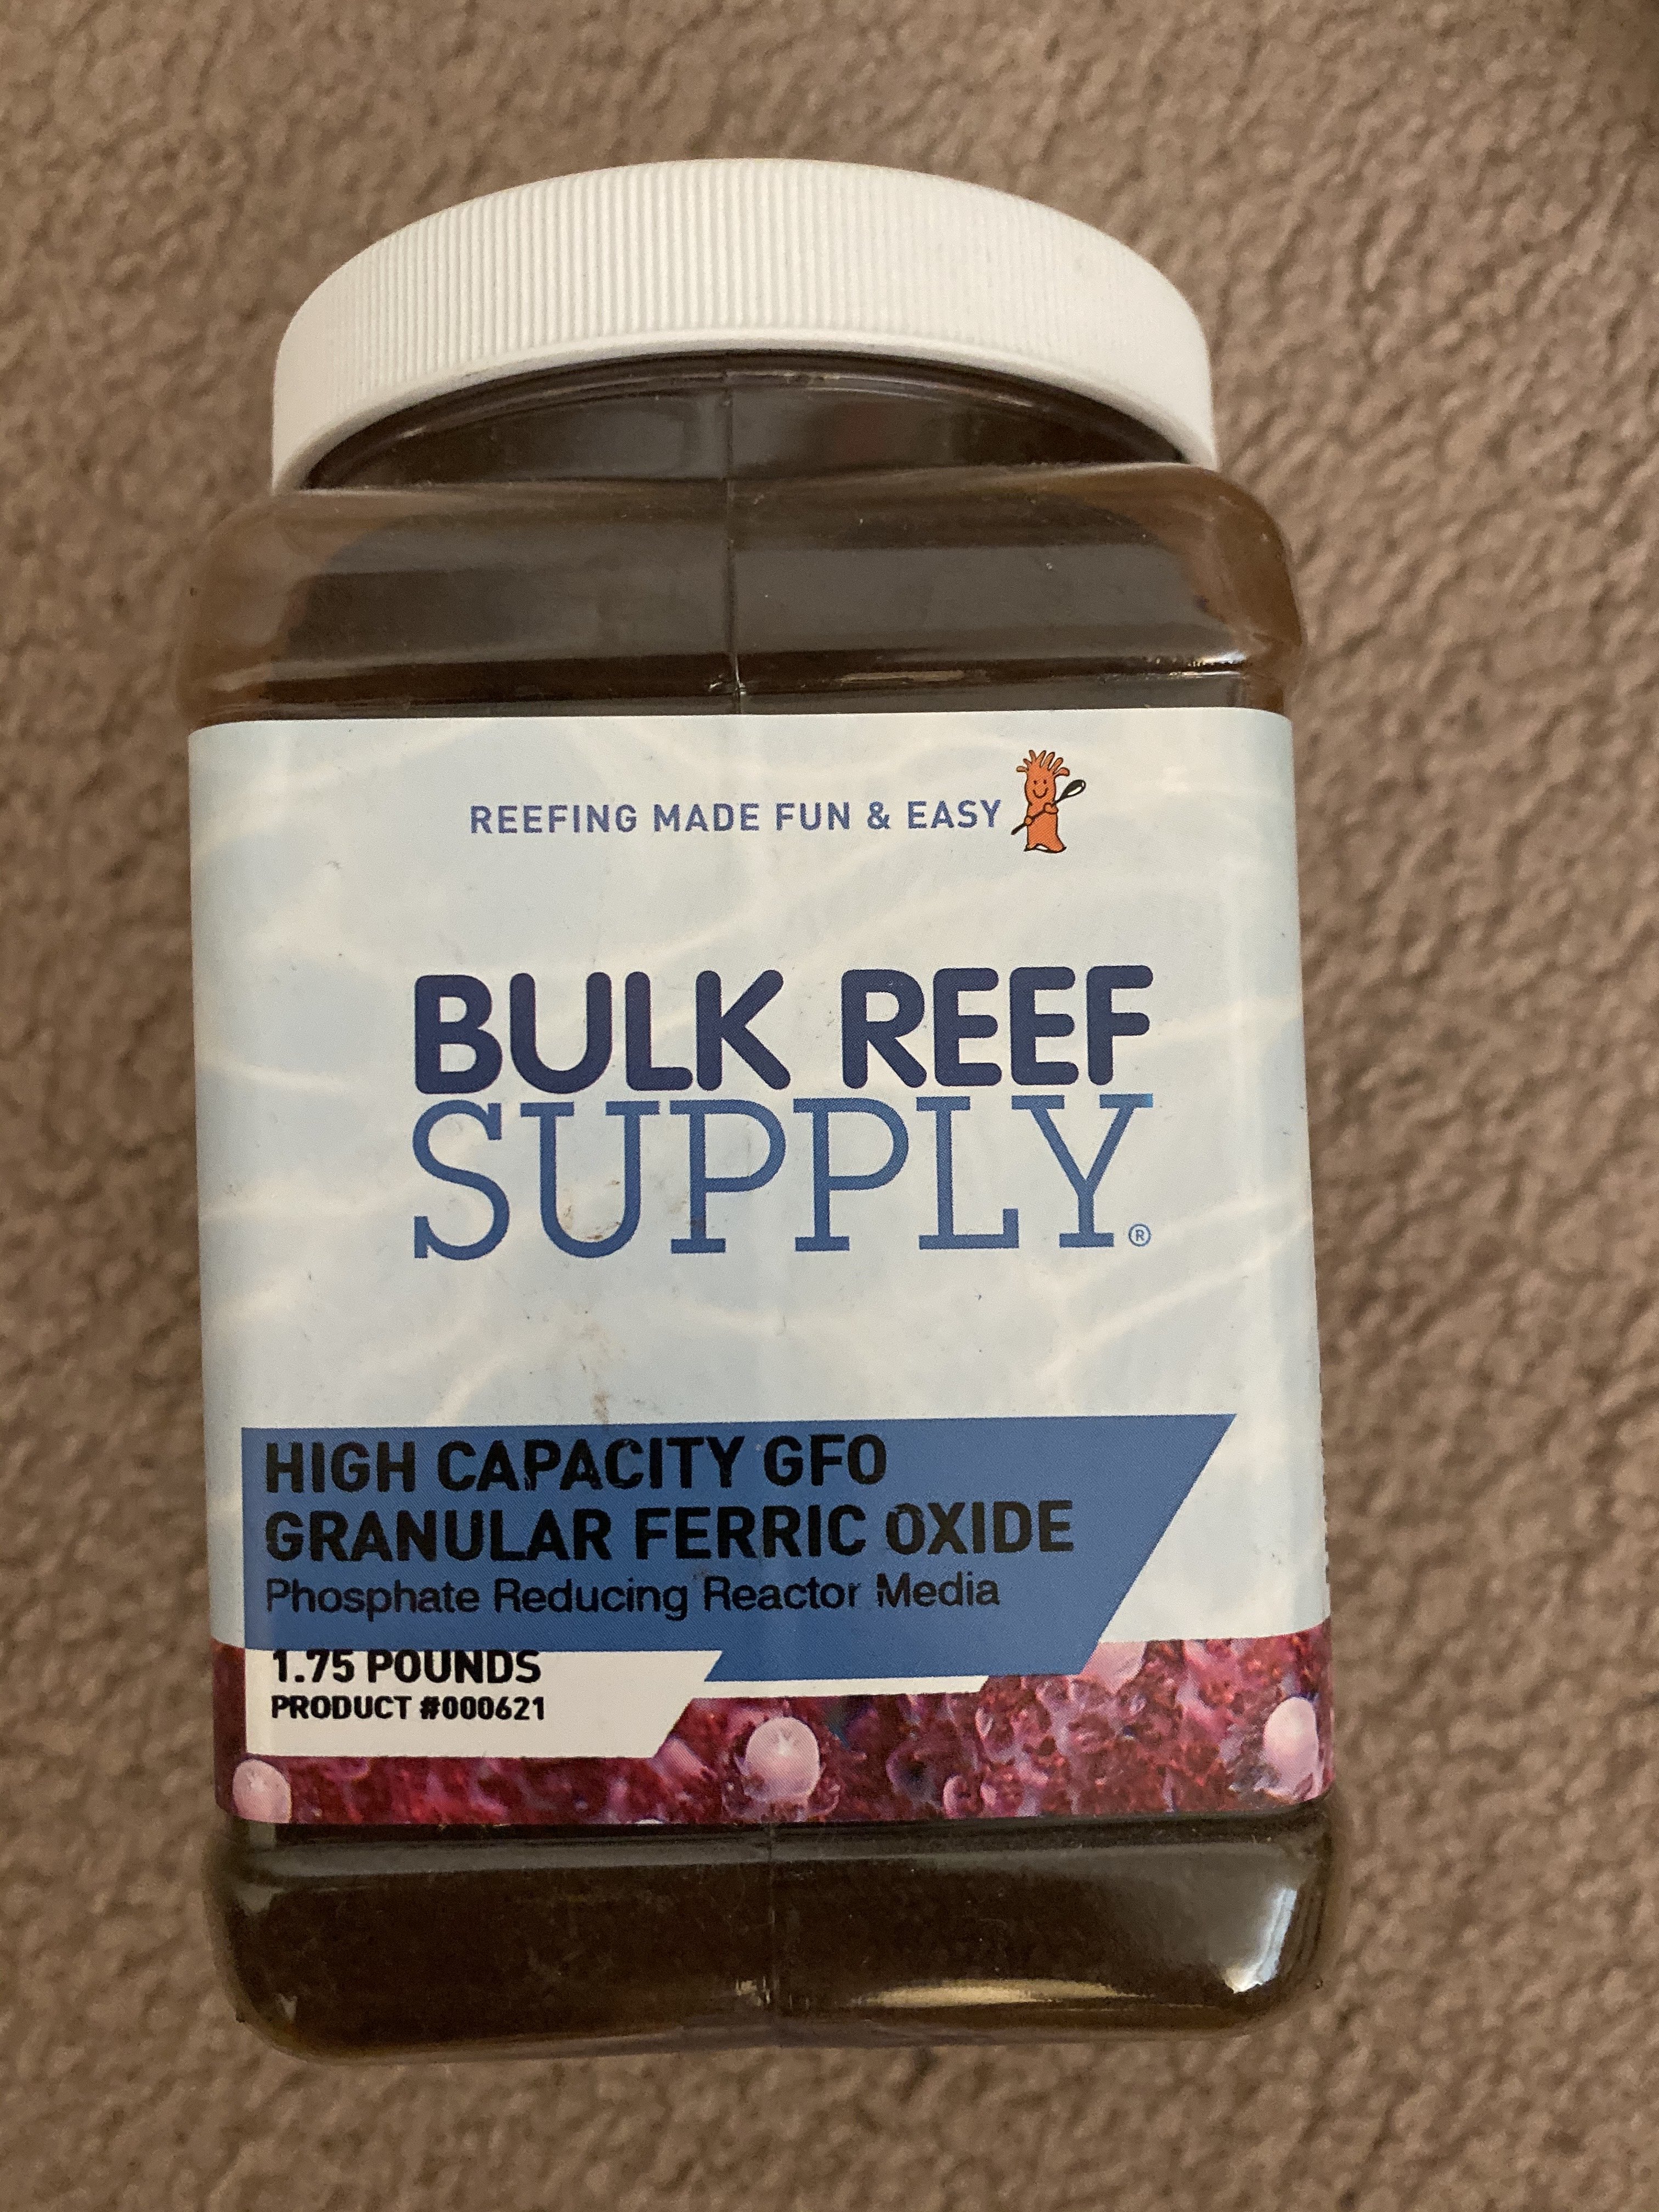 REEFING MADE FUN & EASY
BULK REEF
SUPPLY®
HIGH CAPACITY GFO
GRANULAR FERRIC OXIDE
Phosphate Reducing Reactor Media
1.75 POUNDS
PRODUCT #000621